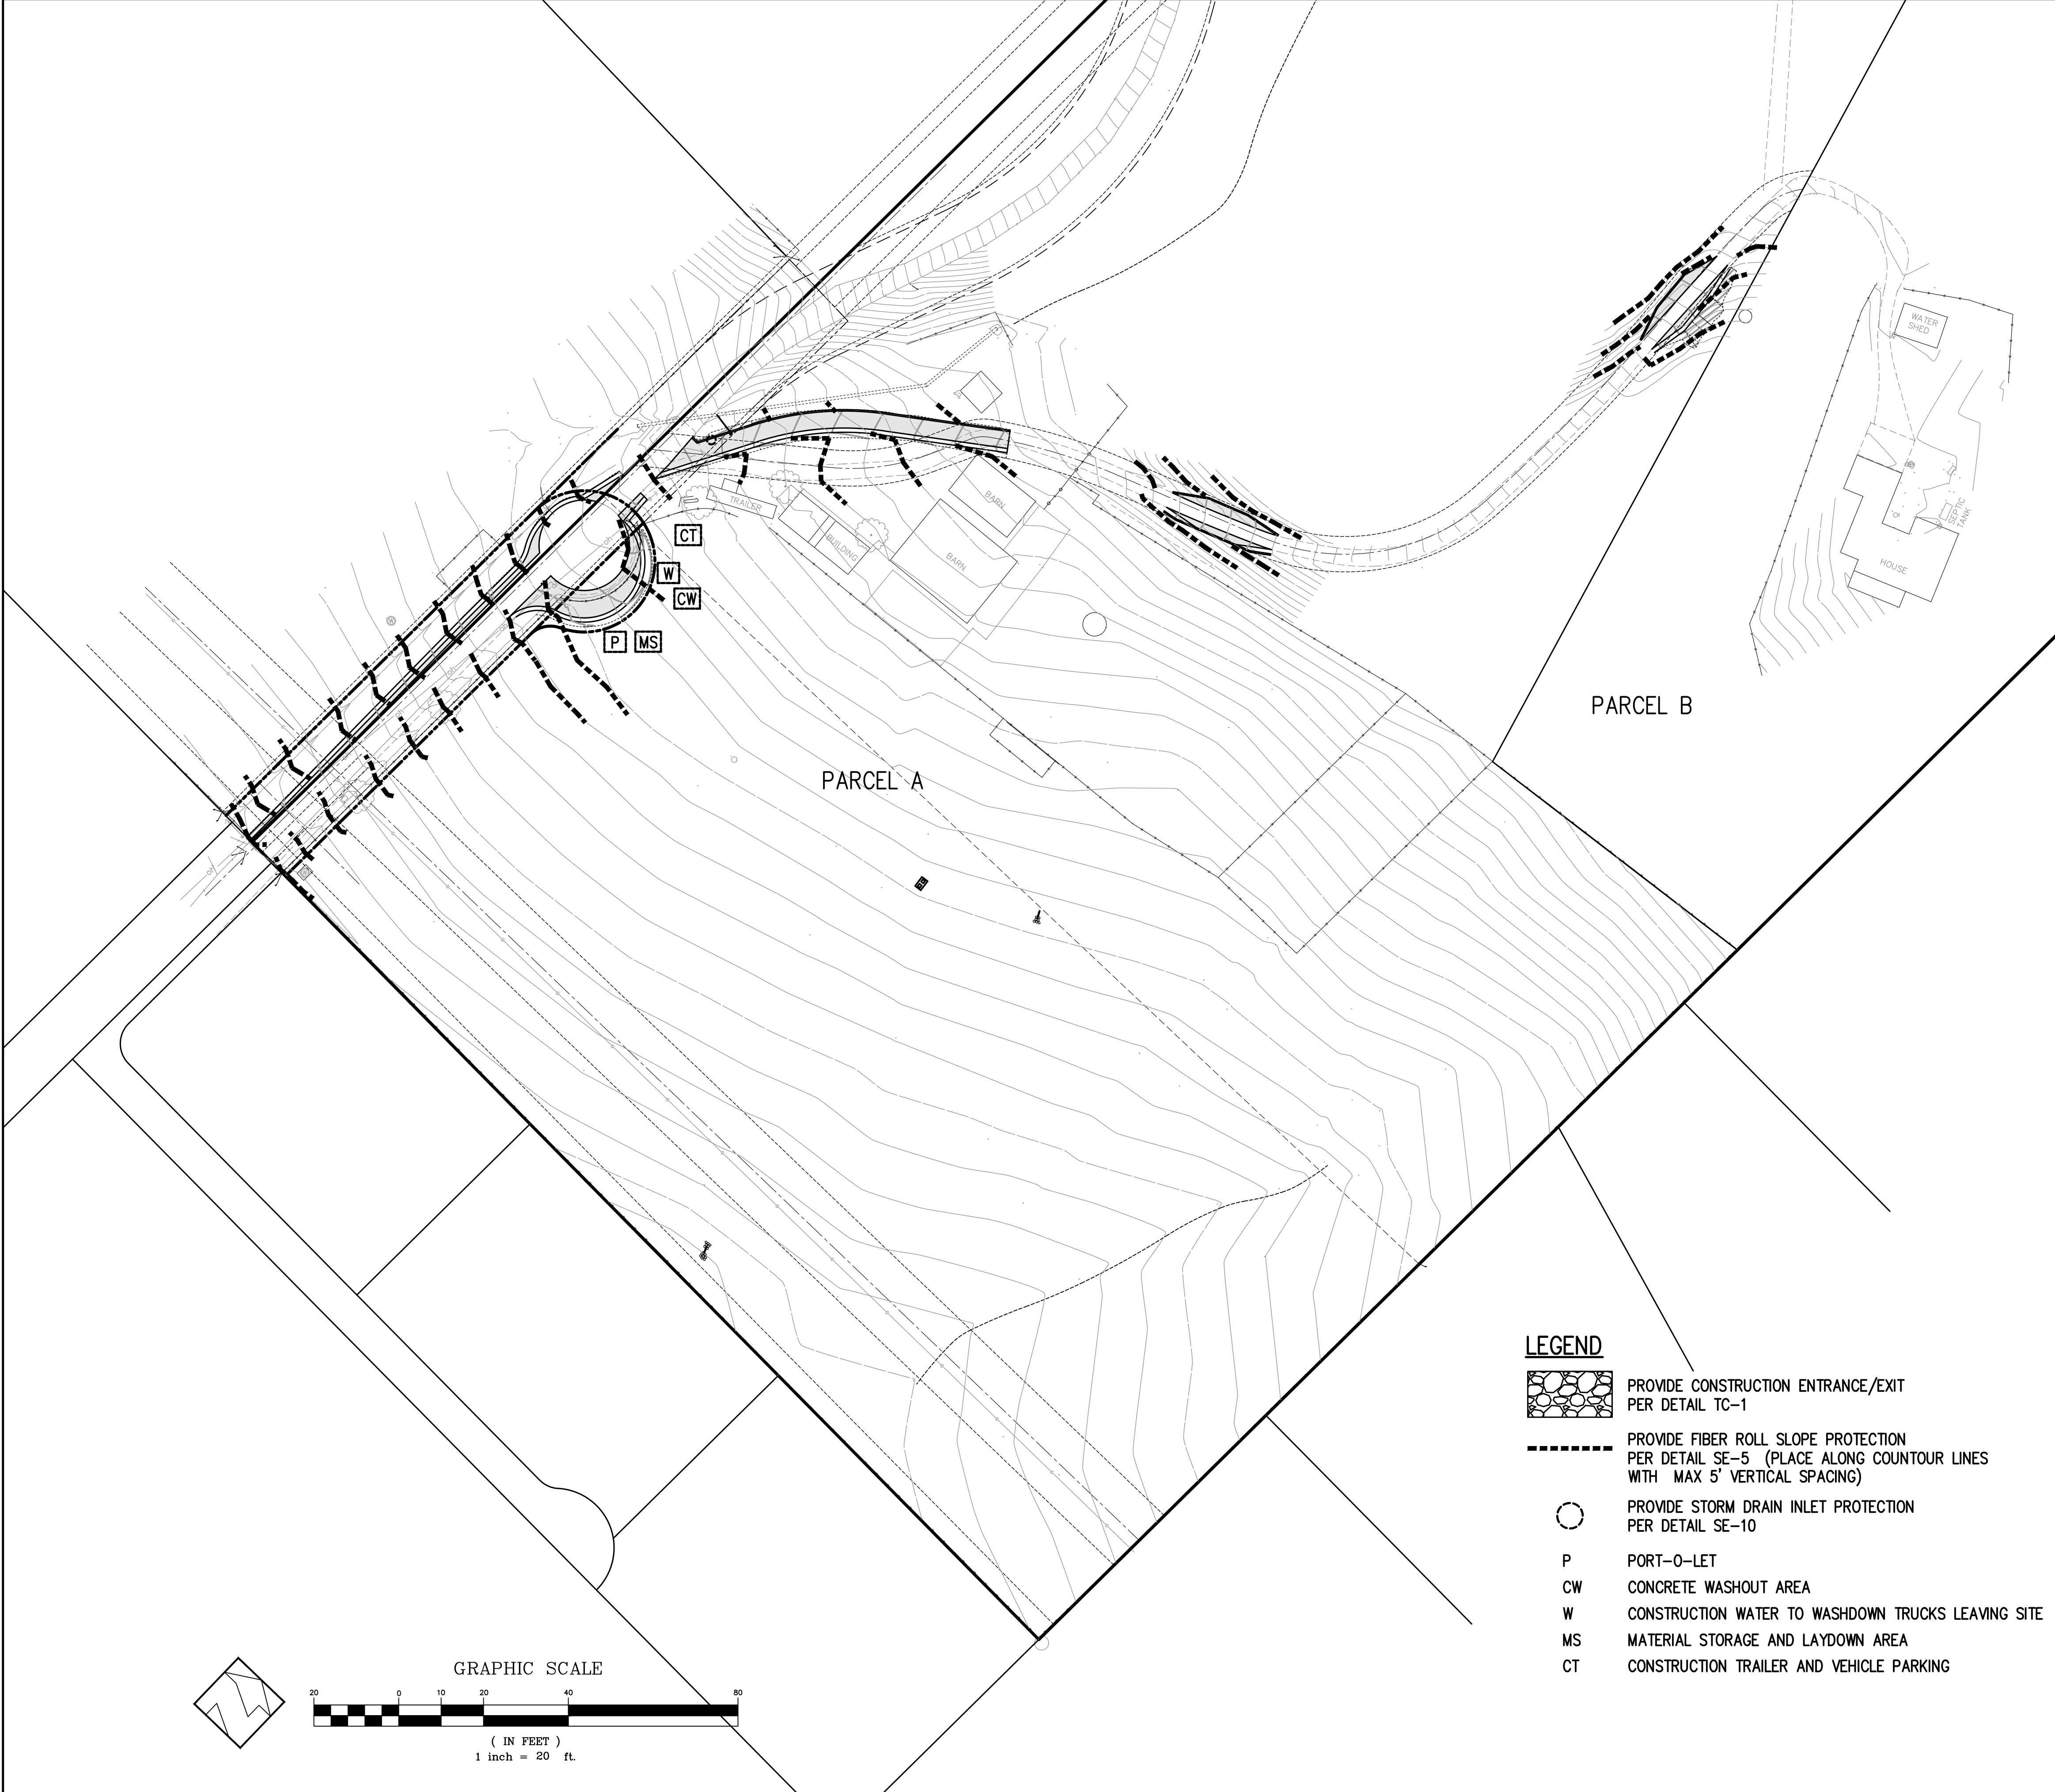 WATER
SHED
TRAILER
BARN
BUILDING
BARN
SEPTIC
TANK
HOUSE
CT
W
CW
P
MS
PARCEL B
PARCEL A
LEGEND
PROVIDE CONSTRUCTION ENTRANCE/EXIT
PER DETAIL TC-1
PROVIDE FIBER ROLL SLOPE PROTECTION
PER DETAIL SE-5 (PLACE ALONG COUNTOUR LINES
WITH MAX 5' VERTICAL SPACING)
PROVIDE STORM DRAIN INLET PROTECTION
PER DETAIL SE-10
P PORT-O-LET
CW CONCRETE WASHOUT AREA
W CONSTRUCTION WATER TO WASHDOWN TRUCKS LEAVING SITE
MS MATERIAL STORAGE AND LAYDOWN AREA
CT CONSTRUCTION TRAILER AND VEHICLE PARKING
GRAPHIC SCALE
20 0 10 20 40 80
( IN FEET )
1 inch = 20 ft.